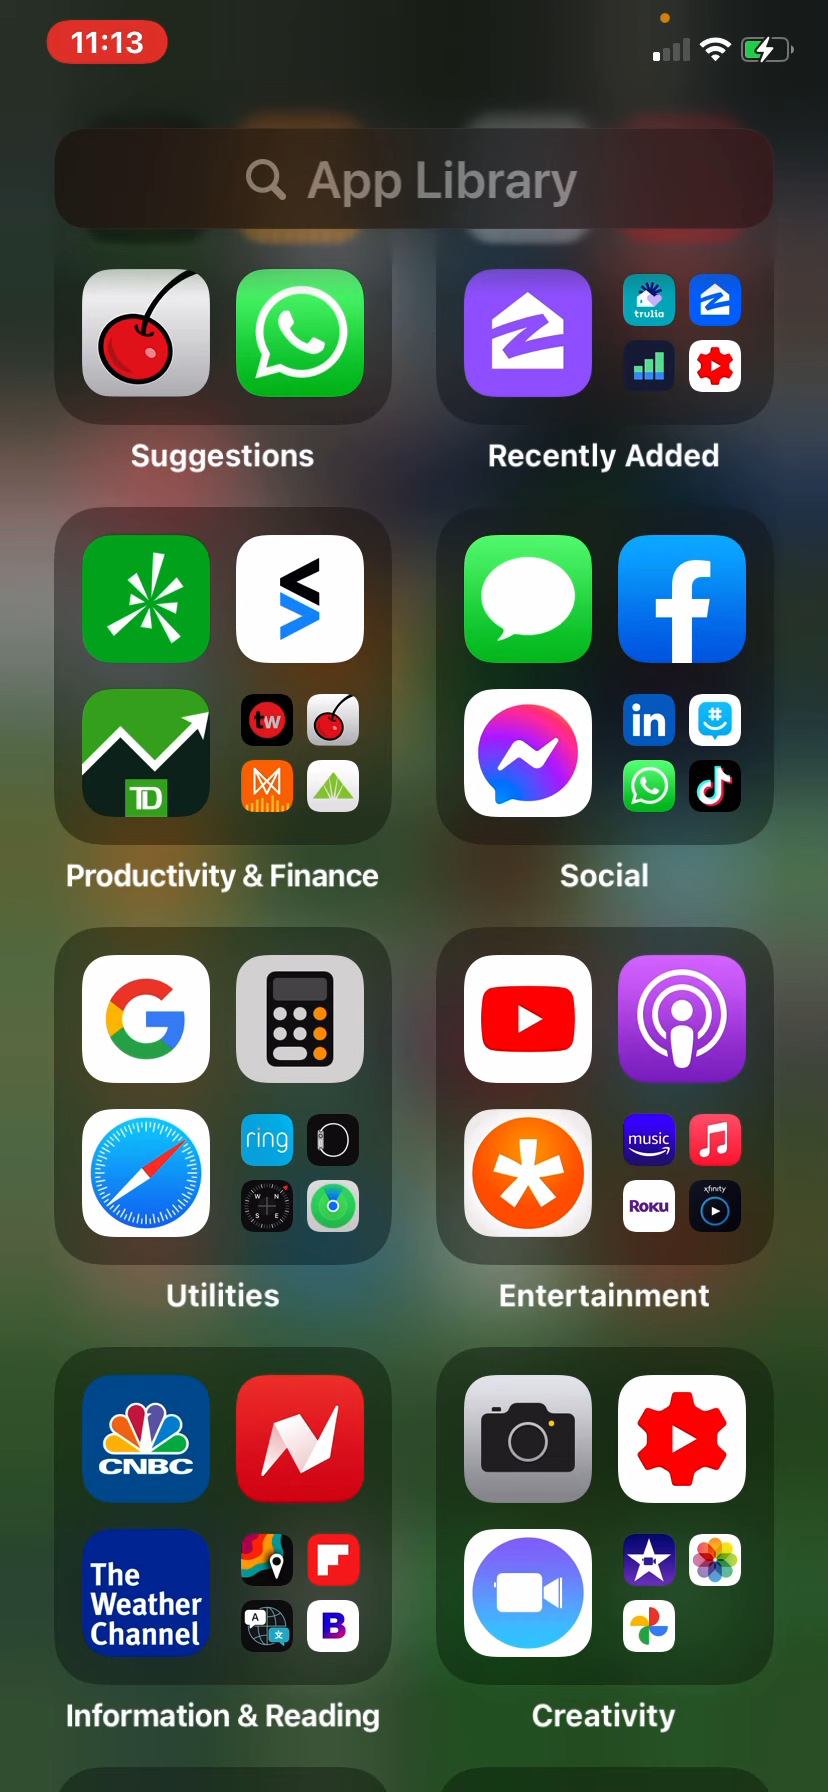 11:13
App Library
trulia
Suggestions
Recently Added
tw
TD
in
Productivity & Finance
Social
ring
music
W N
S E
Roku
xfinity
Utilities
Entertainment
CNBC
The
Weather
Channel
A
文
B
Information & Reading
Creativity